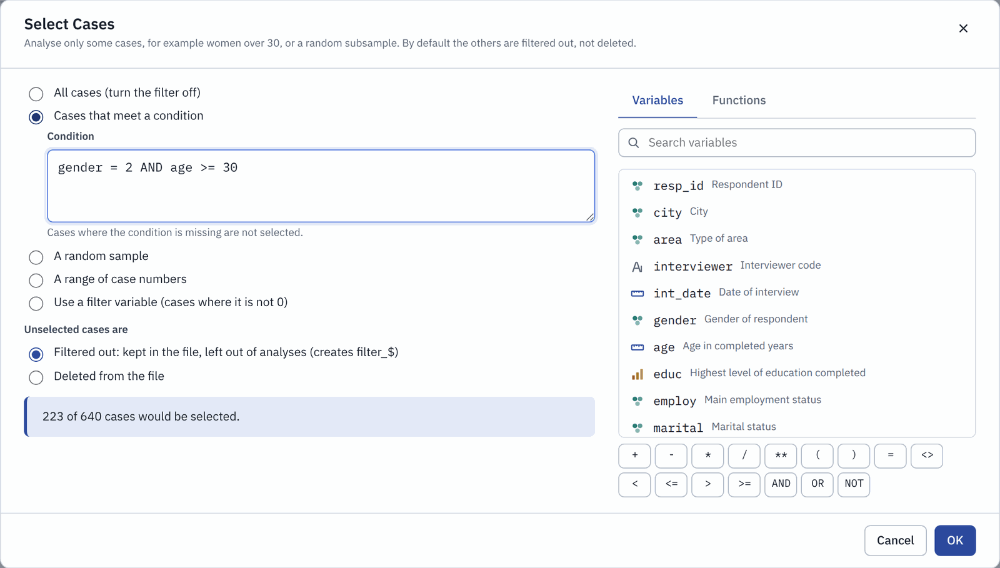 Select Cases
Analyse only some cases, for example women over 30, or a random subsample. By default the others are filtered out, not deleted.
All cases (turn the filter off)
Cases that meet a condition
Condition
gender = 2 AND age >= 30
Cases where the condition is missing are not selected.
A random sample
A range of case numbers
Use a filter variable (cases where it is not 0)
Unselected cases are
Filtered out: kept in the file, left out of analyses (creates filter_$)
Deleted from the file
223 of 640 cases would be selected.
Variables Functions
Search variables
resp_id Respondent ID
city City
area Type of area
interviewer Interviewer code
int_date Date of interview
gender Gender of respondent
age Age in completed years
educ Highest level of education completed
employ Main employment status
marital Marital status
+ - * / ** ( ) = <>
< <= > >= AND OR NOT
Cancel OK